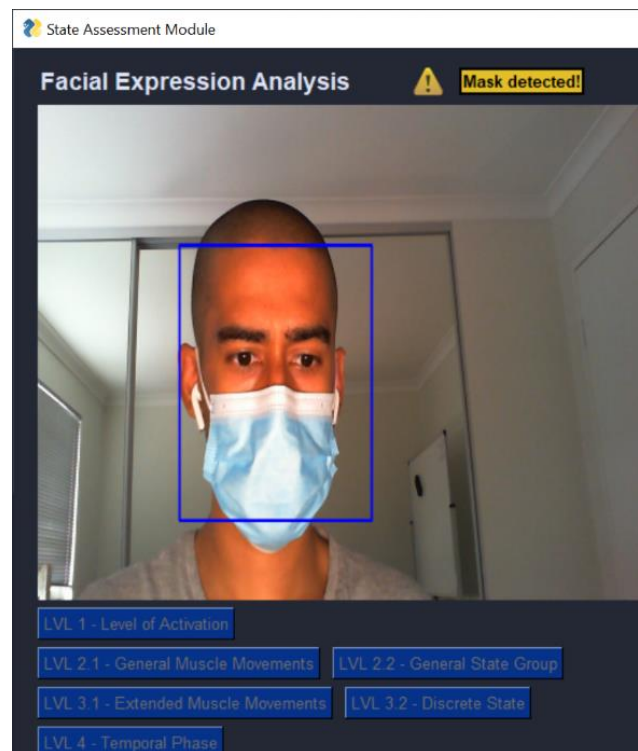 State Assessment Module
Facial Expression Analysis
Mask detected!
LVL 1 - Level of Activation
LVL 2.1 - General Muscle Movements
LVL 2.2 - General State Group
LVL 3.1 - Extended Muscle Movements
LVL 3.2 - Discrete State
LVL 4 - Temporal Phase